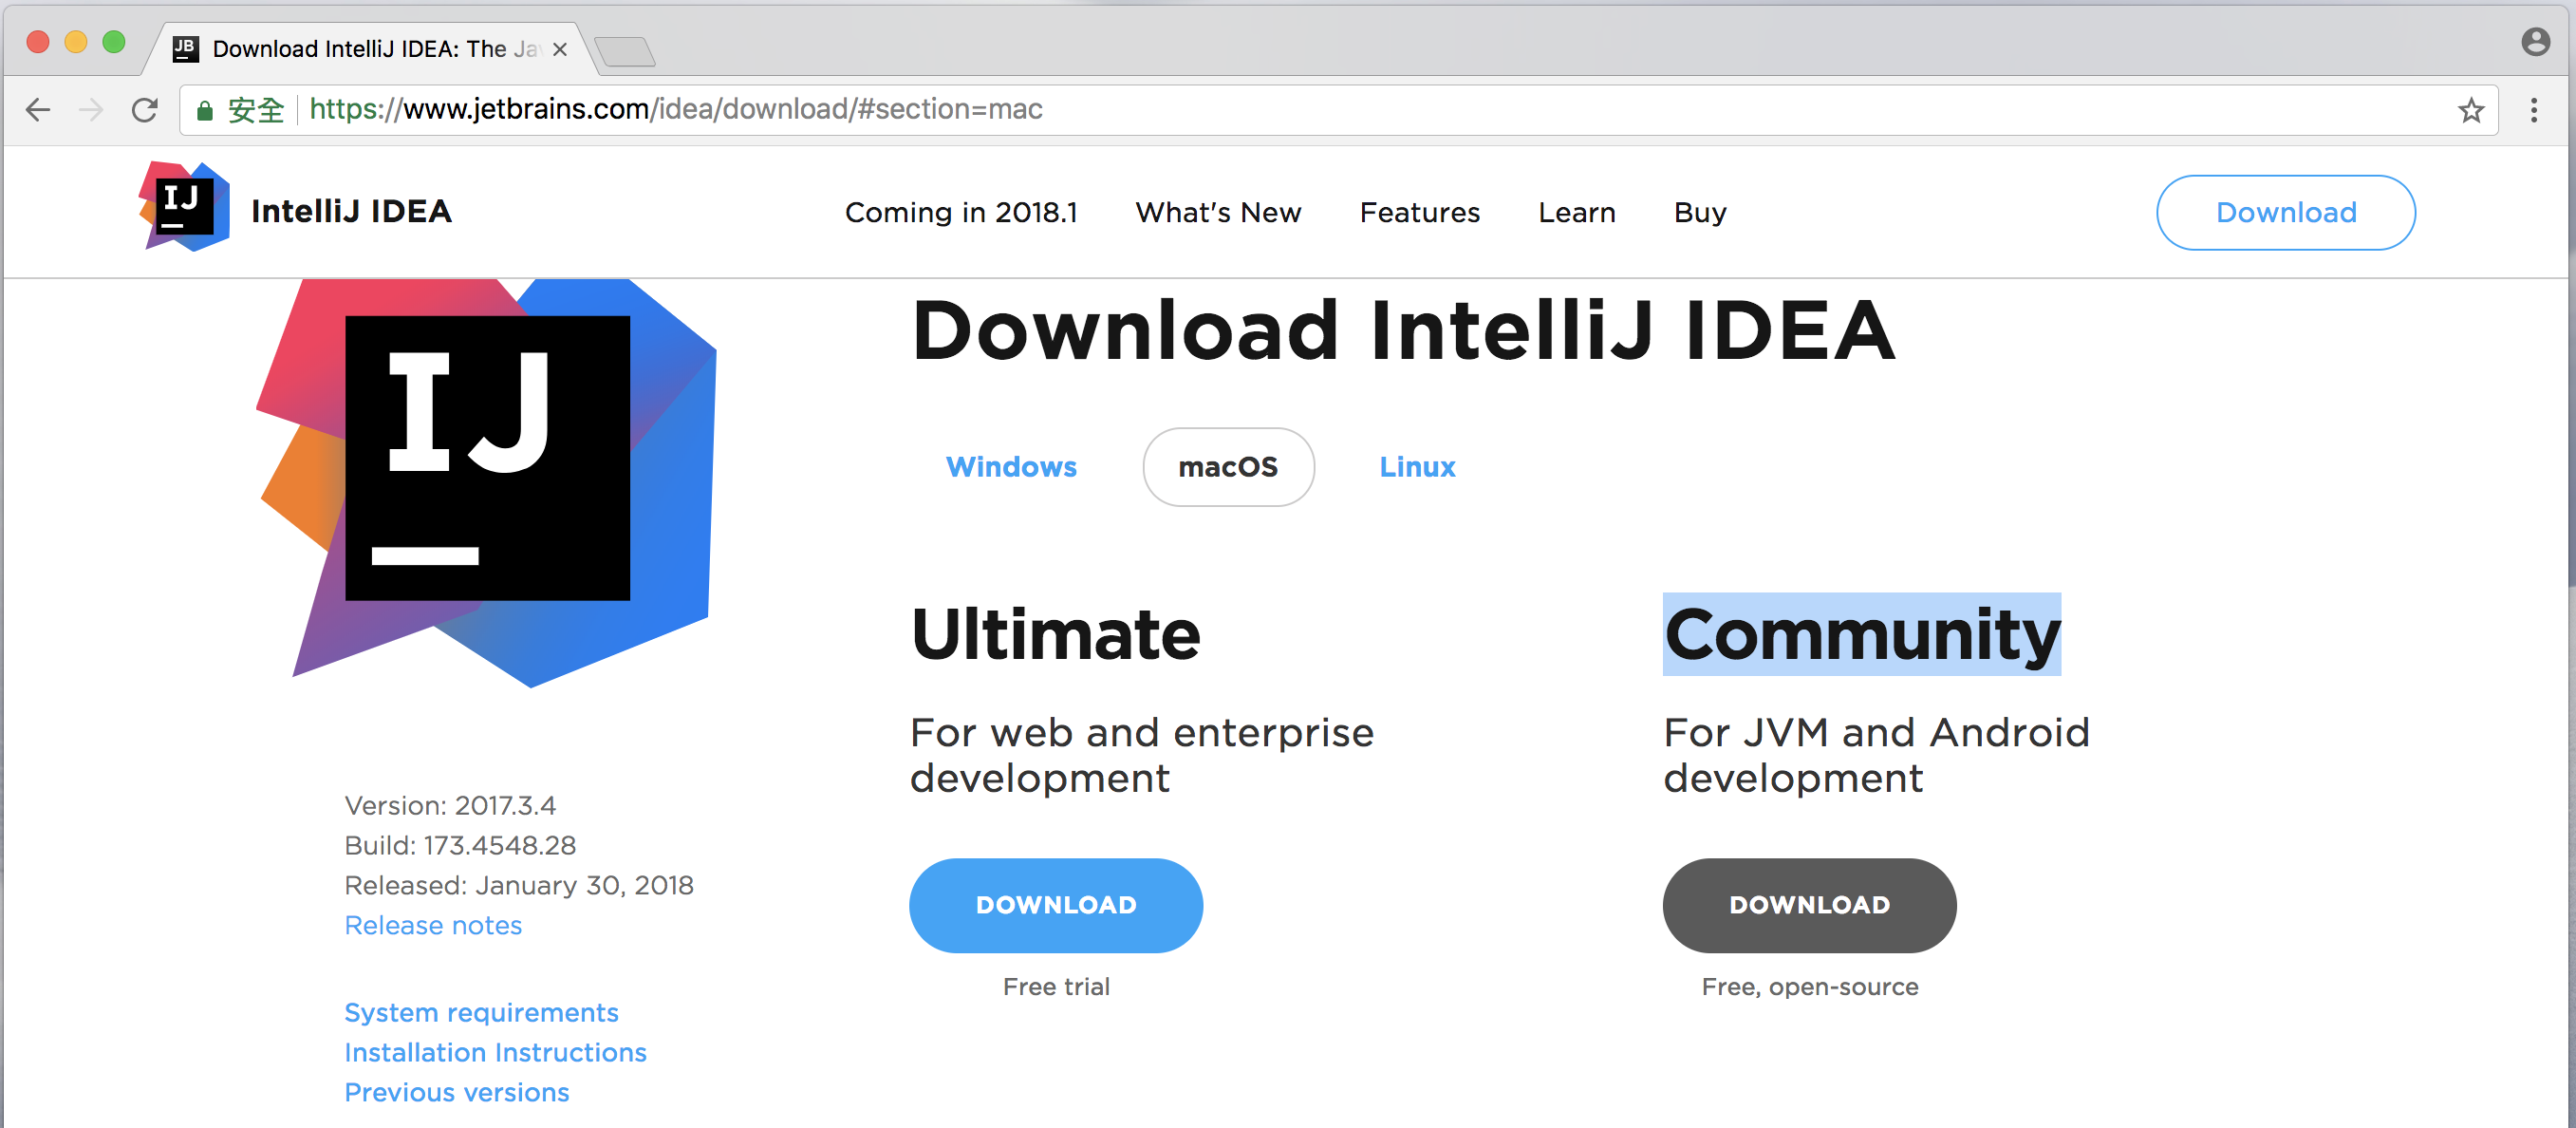 JB
Download IntelliJ IDEA: The Jav
安全
https://www.jetbrains.com/idea/download/#section=mac
IJ
IntelliJ IDEA
Coming in 2018.1
What's New
Features
Learn
Buy
Download
IJ
Download IntelliJ IDEA
Windows
macOS
Linux
Ultimate
For web and enterprise
development
DOWNLOAD
Free trial
Community
For JVM and Android
development
DOWNLOAD
Free, open-source
Version: 2017.3.4
Build: 173.4548.28
Released: January 30, 2018
Release notes
System requirements
Installation Instructions
Previous versions